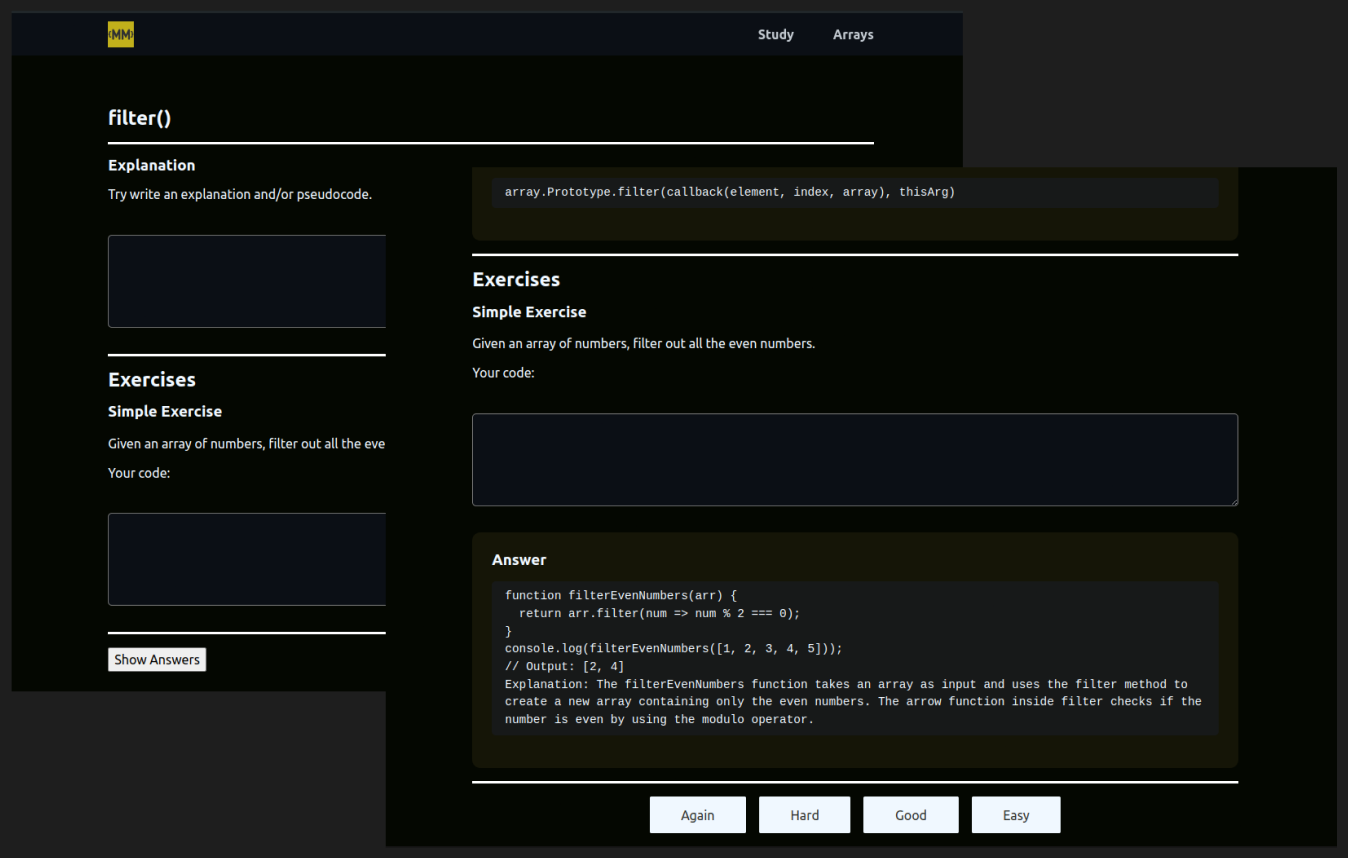 (MM)
Study
Arrays
filter()
Explanation
Try write an explanation and/or pseudocode.
Exercises
Simple Exercise
Given an array of numbers, filter out all the eve
Your code:
Show Answers
array.Prototype.filter(callback(element, index, array), thisArg)
Exercises
Simple Exercise
Given an array of numbers, filter out all the even numbers.
Your code:
Answer
function filterEvenNumbers(arr) {
  return arr.filter(num => num % 2 === 0);
}
console.log(filterEvenNumbers([1, 2, 3, 4, 5]));
// Output: [2, 4]
Explanation: The filterEvenNumbers function takes an array as input and uses the filter method to
create a new array containing only the even numbers. The arrow function inside filter checks if the
number is even by using the modulo operator.
Again
Hard
Good
Easy